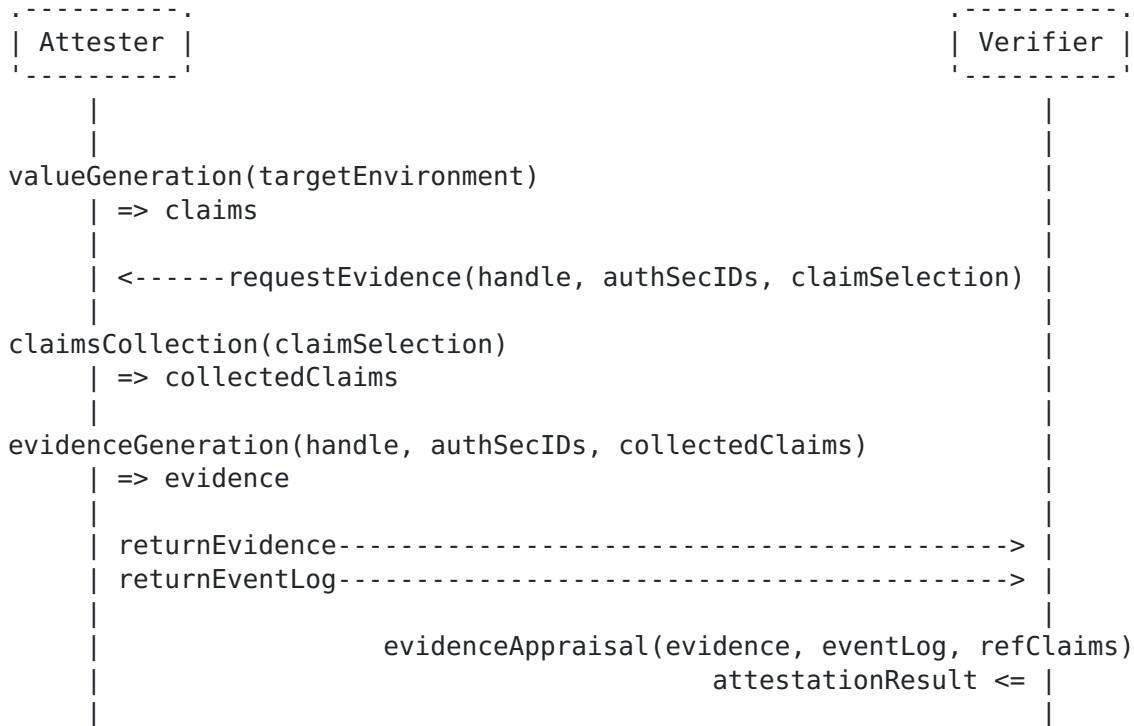 .----------.                                                .----------.
| Attester |                                                | Verifier |
'----------'                                                '----------'
     |                                                           |
     |                                                           |
valueGeneration(targetEnvironment)                               |
     | => claims                                                 |
     |                                                           |
     | <------requestEvidence(handle, authSecIDs, claimSelection) |
     |                                                           |
claimsCollection(claimSelection)                                 |
     | => collectedClaims                                        |
     |                                                           |
evidenceGeneration(handle, authSecIDs, collectedClaims)          |
     | => evidence                                               |
     |                                                           |
     | returnEvidence-------------------------------------------> |
     | returnEventLog-------------------------------------------> |
     |                                                           |
     |                  evidenceAppraisal(evidence, eventLog, refClaims)
     |                                       attestationResult <= |
     |                                                           |